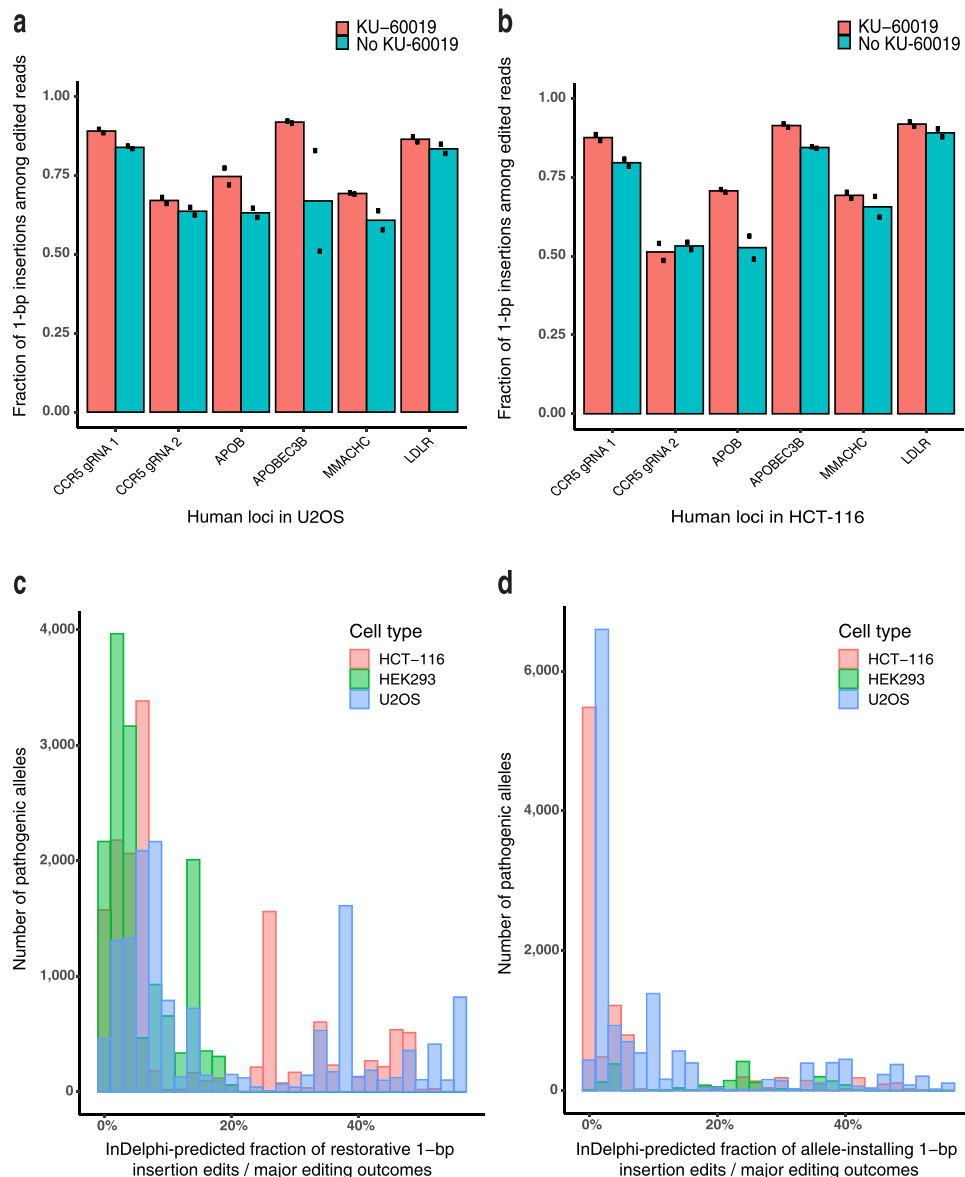 a
KU−60019
No KU-60019
Fraction of 1-bp insertions among edited reads
1.00
0.75
0.50
0.25
0.00
CCR5 gRNA 1
CCR5 gRNA 2
APOB
APOBEC3B
MMACHC
LDLR
Human loci in U2OS
b
KU−60019
No KU-60019
Fraction of 1-bp insertions among edited reads
1.00
0.75
0.50
0.25
0.00
CCR5 gRNA 1
CCR5 gRNA 2
APOB
APOBEC3B
MMACHC
LDLR
Human loci in HCT-116
c
Cell type
HCT−116
HEK293
U2OS
Number of pathogenic alleles
4,000
3,000
2,000
1,000
0
0%
20%
40%
InDelphi-predicted fraction of restorative 1−bp
insertion edits / major editing outcomes
d
Cell type
HCT−116
HEK293
U2OS
Number of pathogenic alleles
6,000
4,000
2,000
0
0%
20%
40%
InDelphi-predicted fraction of allele-installing 1−bp
insertion edits / major editing outcomes